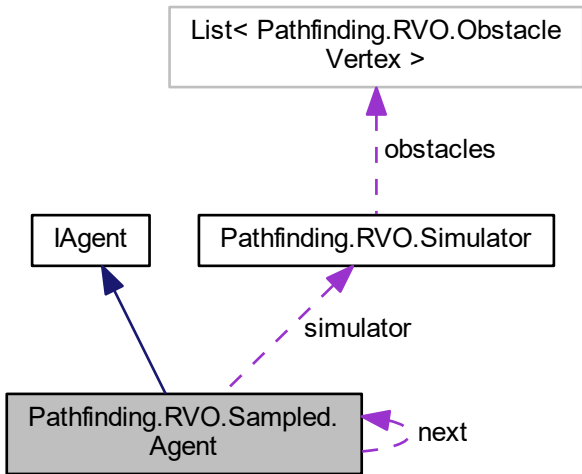 List< Pathfinding.RVO.Obstacle
Vertex >
obstacles
IAgent
Pathfinding.RVO.Simulator
simulator
Pathfinding.RVO.Sampled.
Agent
next